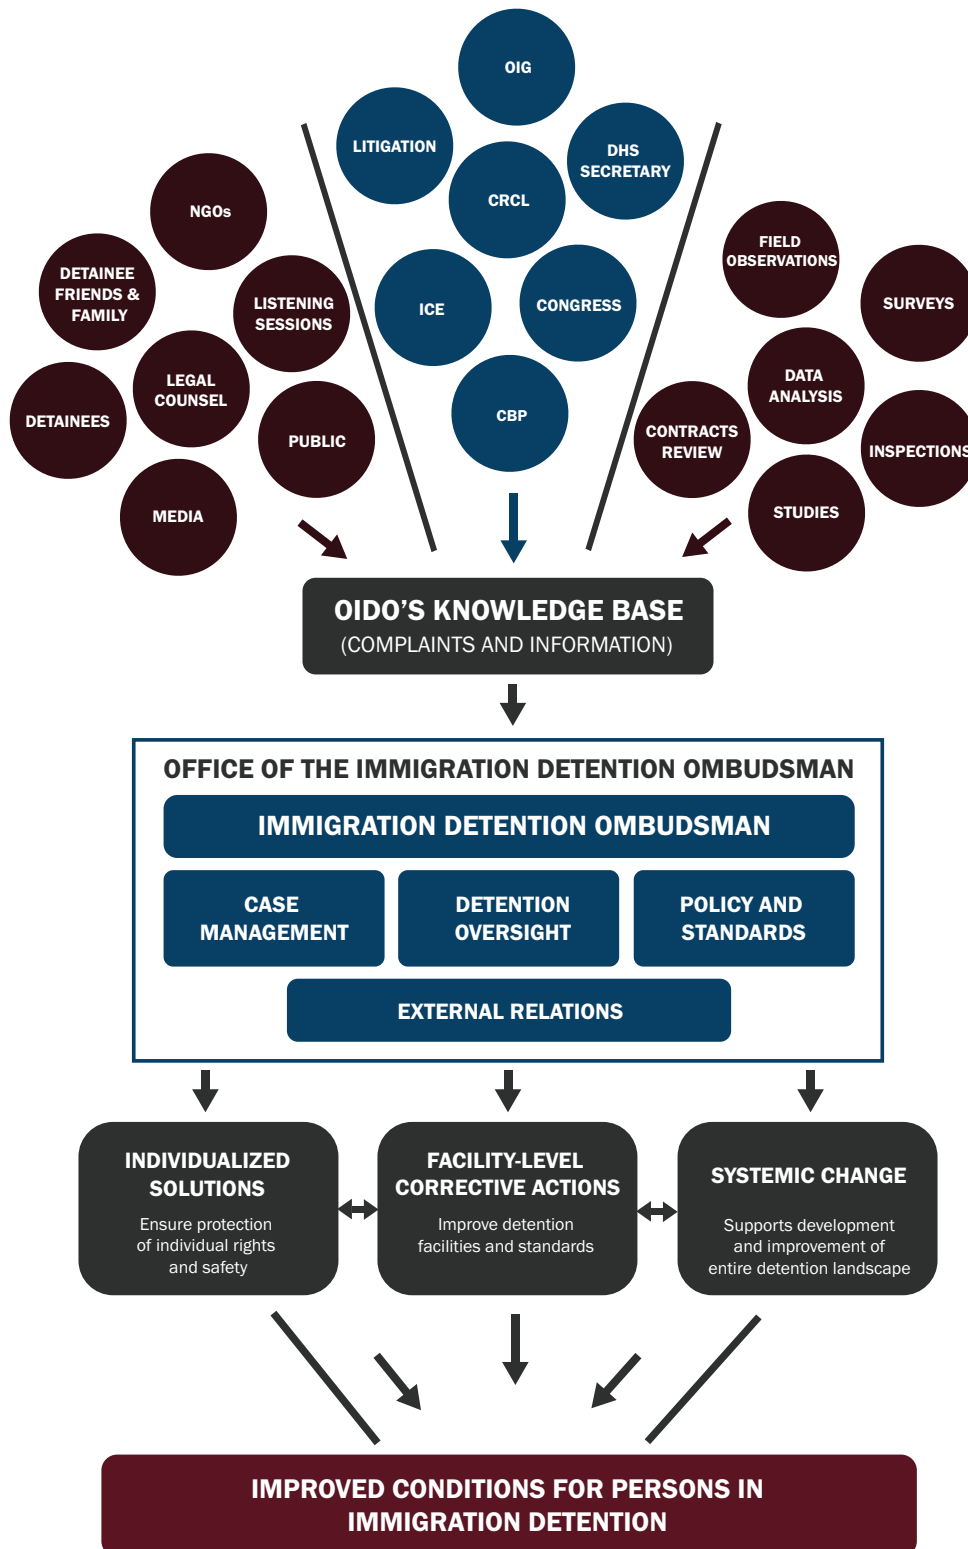 OIG
LITIGATION
DHS
SECRETARY
CRCL
ICE
CONGRESS
CBP
NGOs
DETAINEE
FRIENDS &
FAMILY
LISTENING
SESSIONS
LEGAL
COUNSEL
DETAINEES
PUBLIC
MEDIA
FIELD
OBSERVATIONS
SURVEYS
DATA
ANALYSIS
CONTRACTS
REVIEW
INSPECTIONS
STUDIES
OIDO’S KNOWLEDGE BASE
(COMPLAINTS AND INFORMATION)
OFFICE OF THE IMMIGRATION DETENTION OMBUDSMAN
IMMIGRATION DETENTION OMBUDSMAN
CASE
MANAGEMENT
DETENTION
OVERSIGHT
POLICY AND
STANDARDS
EXTERNAL RELATIONS
INDIVIDUALIZED
SOLUTIONS
Ensure protection
of individual rights
and safety
FACILITY-LEVEL
CORRECTIVE ACTIONS
Improve detention
facilities and standards
SYSTEMIC CHANGE
Supports development
and improvement of
entire detention landscape
IMPROVED CONDITIONS FOR PERSONS IN
IMMIGRATION DETENTION